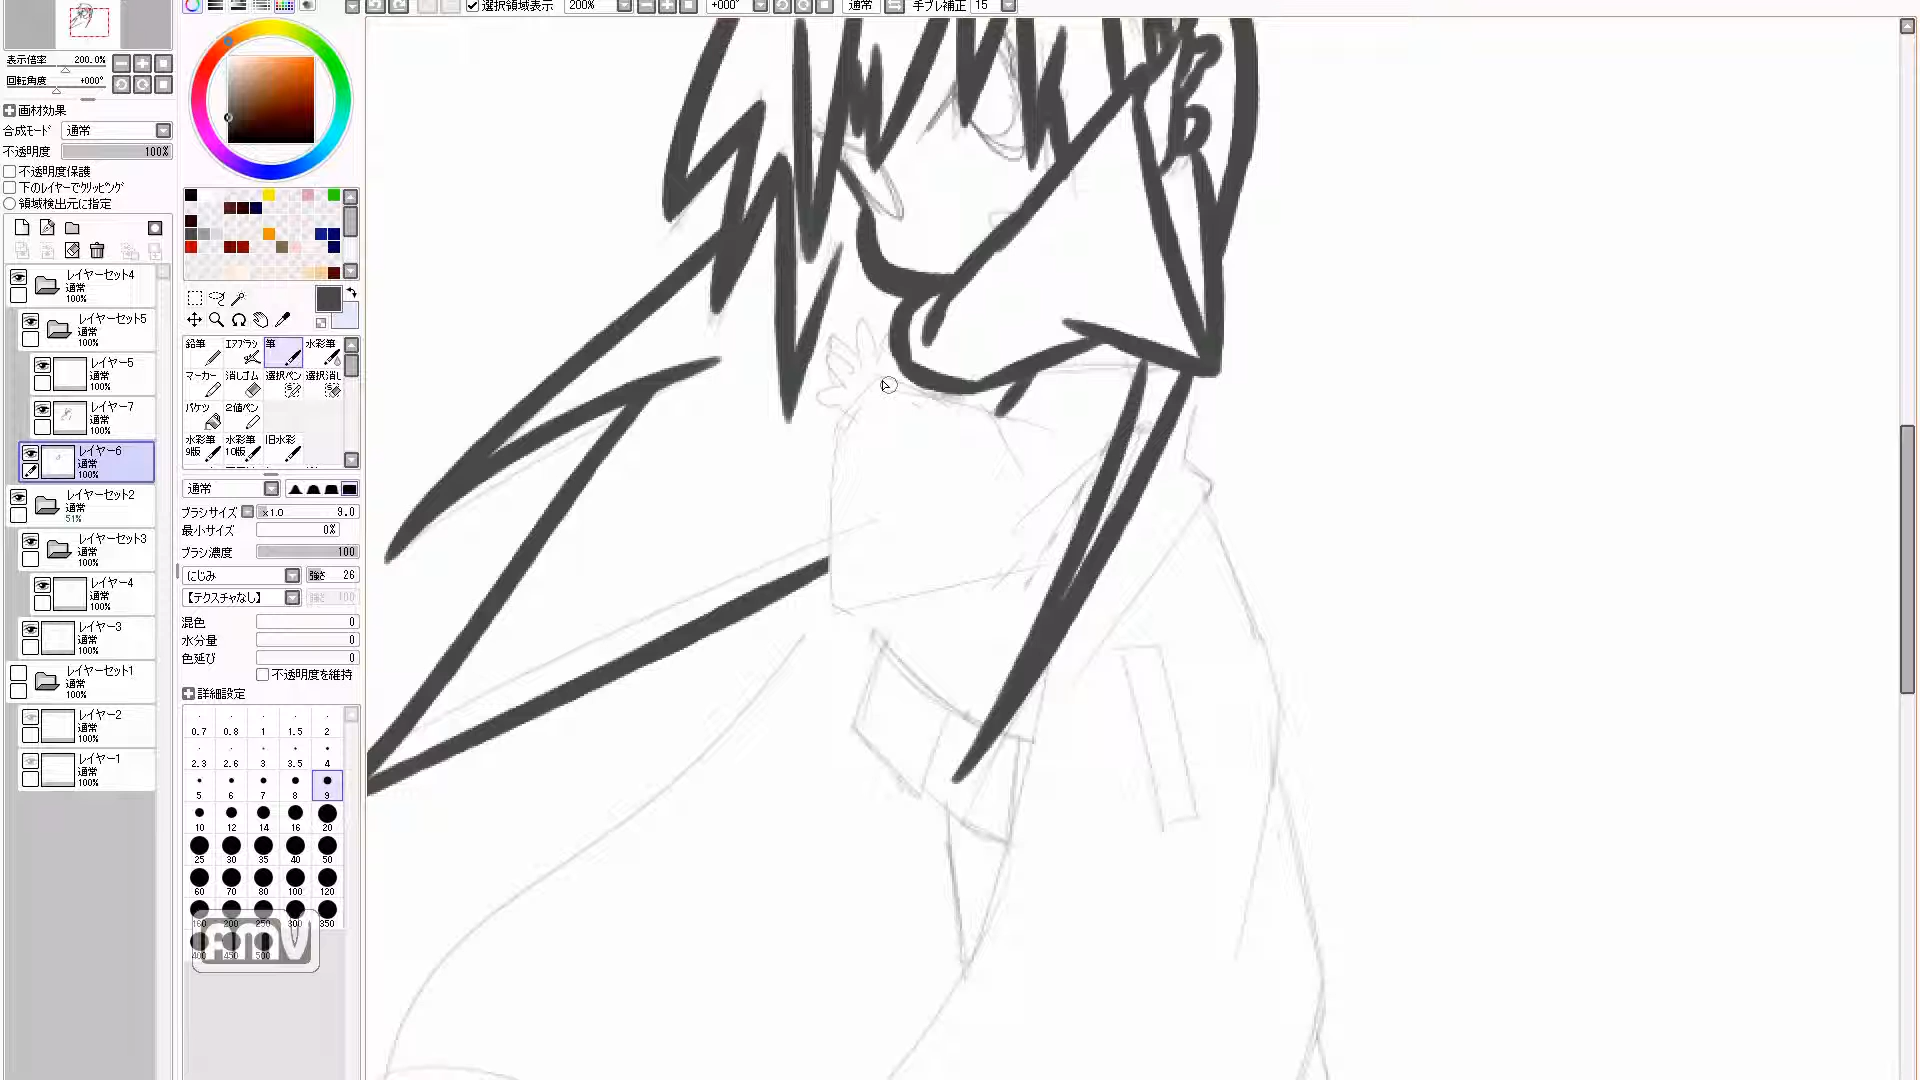 選択領域表示 200% +000° 通常 手ブレ補正 15
表示倍率 200.0%
回転角度 +000°
画材効果
合成モード 通常
不透明度 100%
不透明度保護
下のレイヤーでクリッピング
領域検出元に指定
レイヤーセット4
通常
100%
レイヤーセット5
通常
100%
レイヤー5
通常
100%
レイヤー7
通常
100%
レイヤー6
通常
100%
レイヤーセット2
通常
51%
レイヤーセット3
通常
100%
レイヤー4
通常
100%
レイヤー3
通常
100%
レイヤーセット1
通常
100%
レイヤー2
通常
100%
レイヤー1
通常
100%
鉛筆 エアブラシ 筆 水彩筆
マーカー 消しゴム 選択ペン 選択消し
バケツ 2値ペン
水彩筆 水彩筆 旧水彩
9版 10版
通常
ブラシサイズ x1.0 9.0
最小サイズ 0%
ブラシ濃度 100
にじみ 強さ 26
【テクスチャなし】 強さ 100
混色 0
水分量 0
色延び 0
不透明度を維持
詳細設定
0.7 0.8 1 1.5 2
2.3 2.6 3 3.5 4
5 6 7 8 9
10 12 14 16 20
25 30 35 40 50
60 70 80 100 120
160 200 250 300 350
400 450 500
AMV